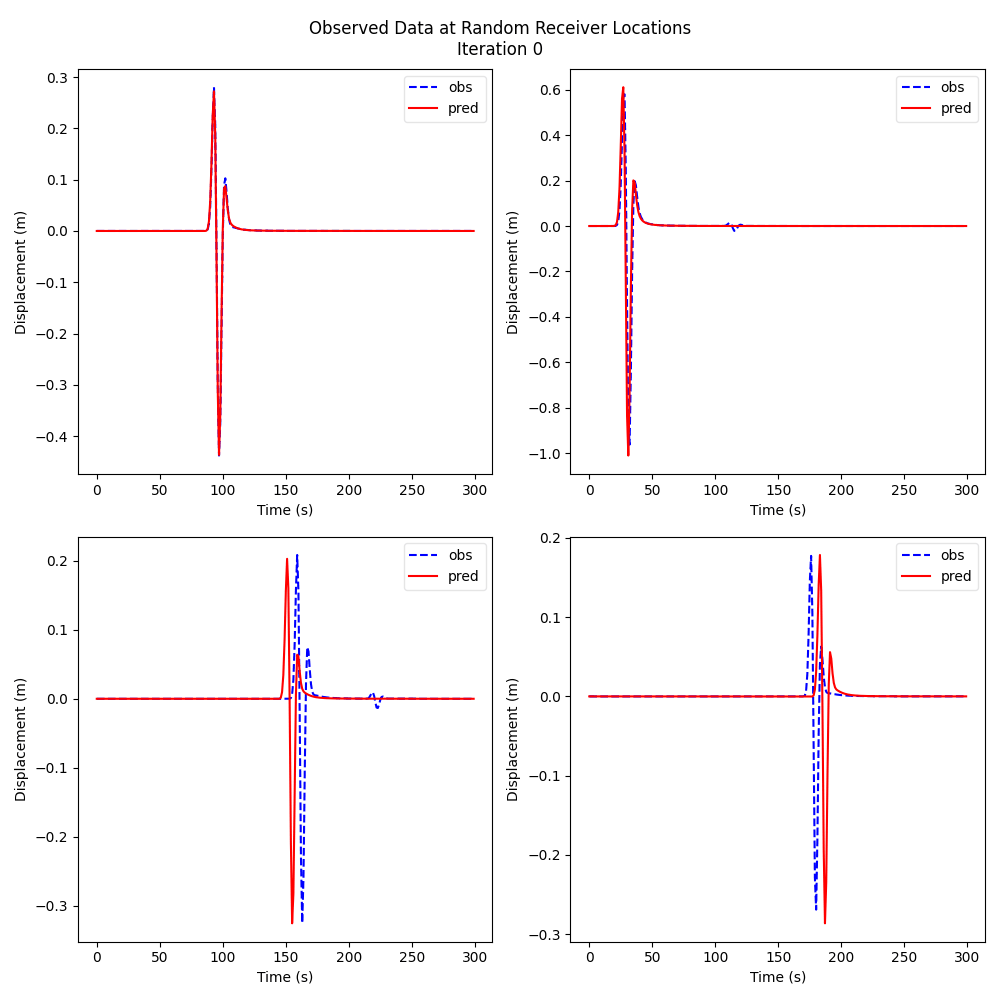 Observed Data at Random Receiver Locations
Iteration 0
0.3
0.2
0.1
0.0
−0.1
−0.2
−0.3
−0.4
Displacement (m)
obs
pred
0 50 100 150 200 250 300
Time (s)
0.6
0.4
0.2
0.0
−0.2
−0.4
−0.6
−0.8
−1.0
Displacement (m)
obs
pred
0 50 100 150 200 250 300
Time (s)
0.2
0.1
0.0
−0.1
−0.2
−0.3
Displacement (m)
obs
pred
0 50 100 150 200 250 300
Time (s)
0.2
0.1
0.0
−0.1
−0.2
−0.3
Displacement (m)
obs
pred
0 50 100 150 200 250 300
Time (s)